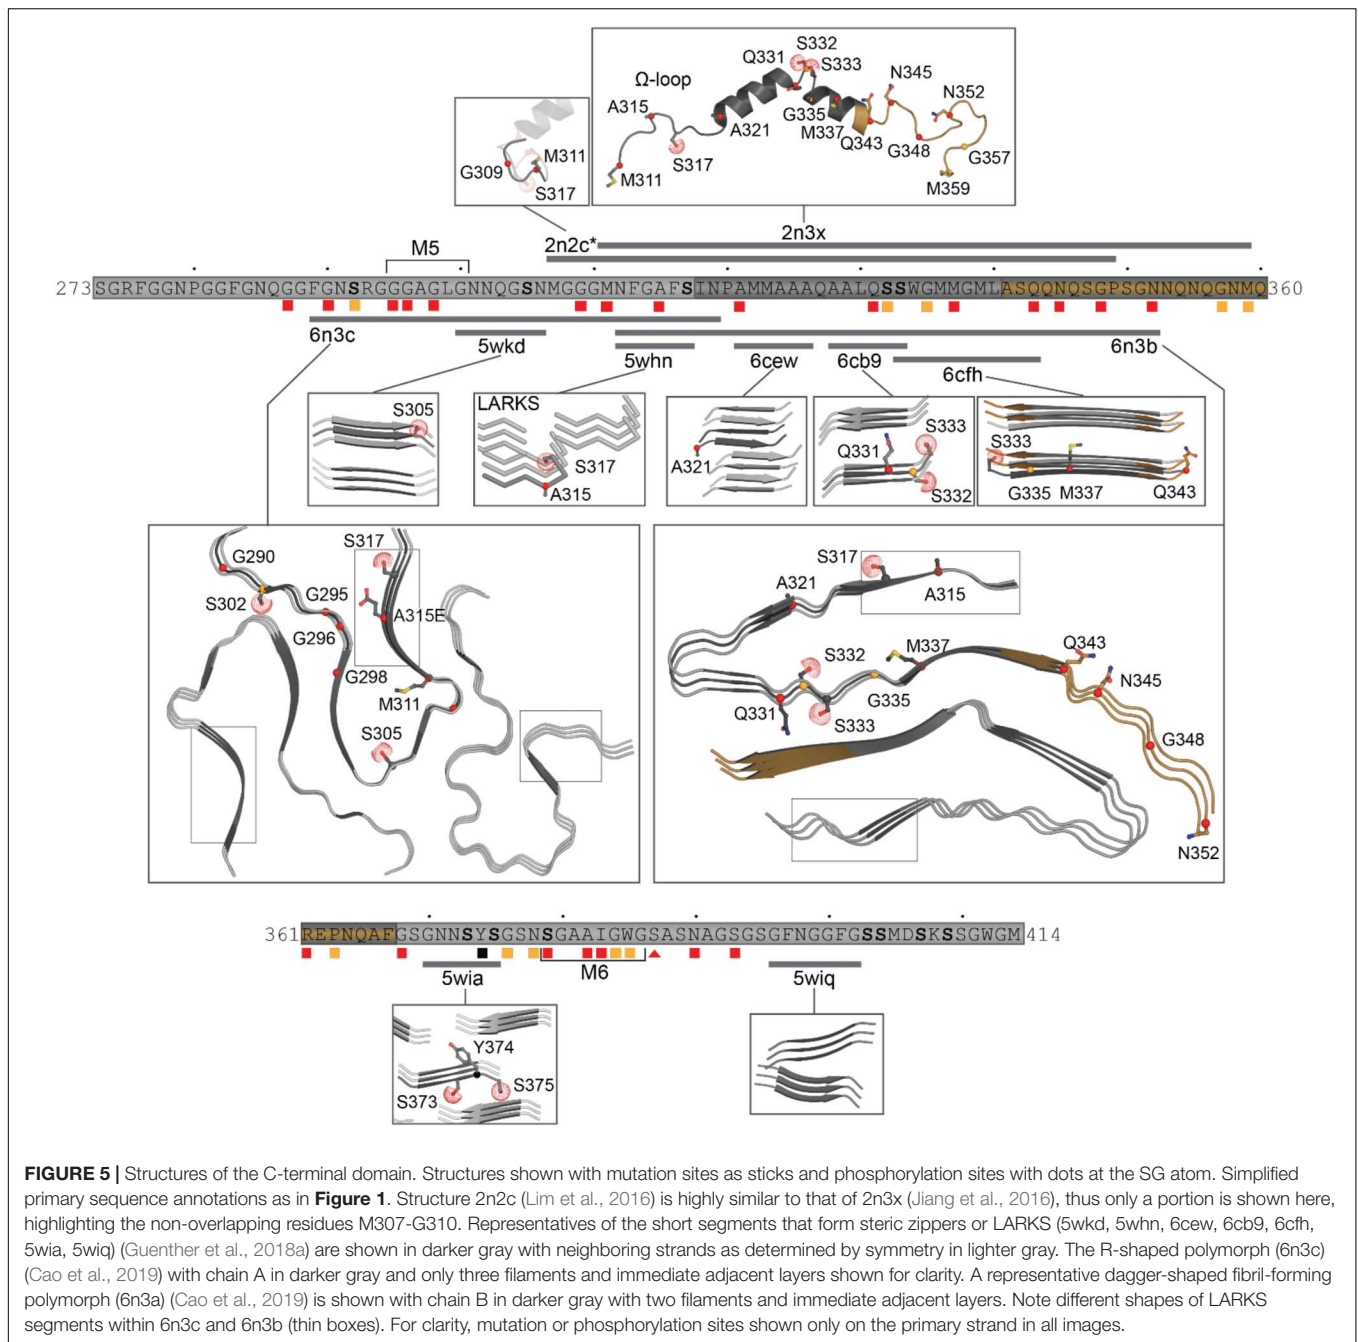 S332
Q331
S333
N345
Ω-loop
N352
A315
A321
G335
M337
Q343
G348
G357
S317
M311
M359
M311
G309
S317
2n3x
2n2c*
M5
273 SGRFGGNPGGFGNQGGFGNSRGGGAGLGNNQGSNMGGGMNFGAFSINPAMMAAAQAALQSSWGMMGMLASQQNQSGPSGNNQNQGNMQ 360
6n3c
5wkd
5whn
6cew
6cb9
6cfh
6n3b
S305
LARKS
S317
A315
A321
Q331
S333
S332
S333
G335
M337
Q343
G290
S317
S302
G295
G296
A315E
G298
M311
S305
S317
A321
A315
S332
M337
Q343
N345
Q331
S333
G335
G348
N352
361 REPNQAFGSGNNSYSGSNSGAAIGWGSASNAGSGSGFNGGFGSSMDSKSSGWGM 414
5wia
M6
5wiq
Y374
S373
S375
FIGURE 5 | Structures of the C-terminal domain. Structures shown with mutation sites as sticks and phosphorylation sites with dots at the SG atom. Simplified
primary sequence annotations as in Figure 1. Structure 2n2c (Lim et al., 2016) is highly similar to that of 2n3x (Jiang et al., 2016), thus only a portion is shown here,
highlighting the non-overlapping residues M307-G310. Representatives of the short segments that form steric zippers or LARKS (5wkd, 5whn, 6cew, 6cb9, 6cfh,
5wia, 5wiq) (Guenther et al., 2018a) are shown in darker gray with neighboring strands as determined by symmetry in lighter gray. The R-shaped polymorph (6n3c)
(Cao et al., 2019) with chain A in darker gray and only three filaments and immediate adjacent layers shown for clarity. A representative dagger-shaped fibril-forming
polymorph (6n3a) (Cao et al., 2019) is shown with chain B in darker gray with two filaments and immediate adjacent layers. Note different shapes of LARKS
segments within 6n3c and 6n3b (thin boxes). For clarity, mutation or phosphorylation sites shown only on the primary strand in all images.